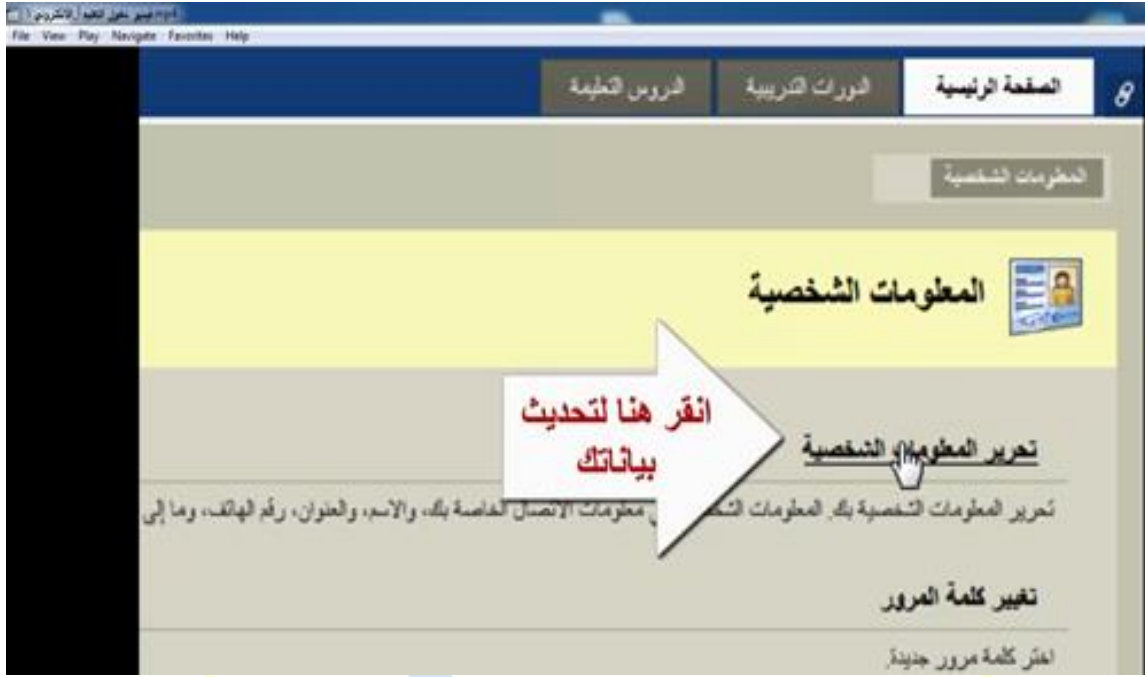 .mp4
File View Play Navigate Favorites Help
الصفحة الرئيسية
الدورات التدريبية
الدروس التعليمة
المعلومات الشخصية
المعلومات الشخصية
انقر هنا لتحديث
بياناتك
تحرير المعلومات الشخصية
تحرير المعلومات الشخصية بك. المعلومات معلومات الاتصال الخاصة بك، والاسم، والعنوان، رقم الهاتف، وما إلى
تغيير كلمة المرور
اختر كلمة مرور جديدة.